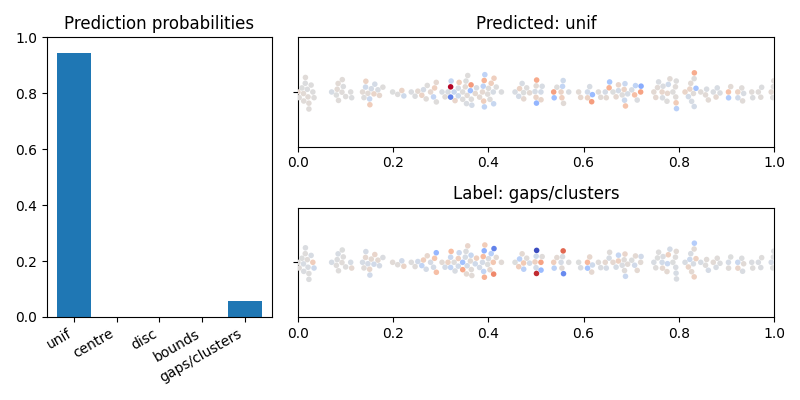 Prediction probabilities
1.0
0.8
0.6
0.4
0.2
0.0
unif
centre
disc
bounds
gaps/clusters
Predicted: unif
0.0 0.2 0.4 0.6 0.8 1.0
Label: gaps/clusters
0.0 0.2 0.4 0.6 0.8 1.0